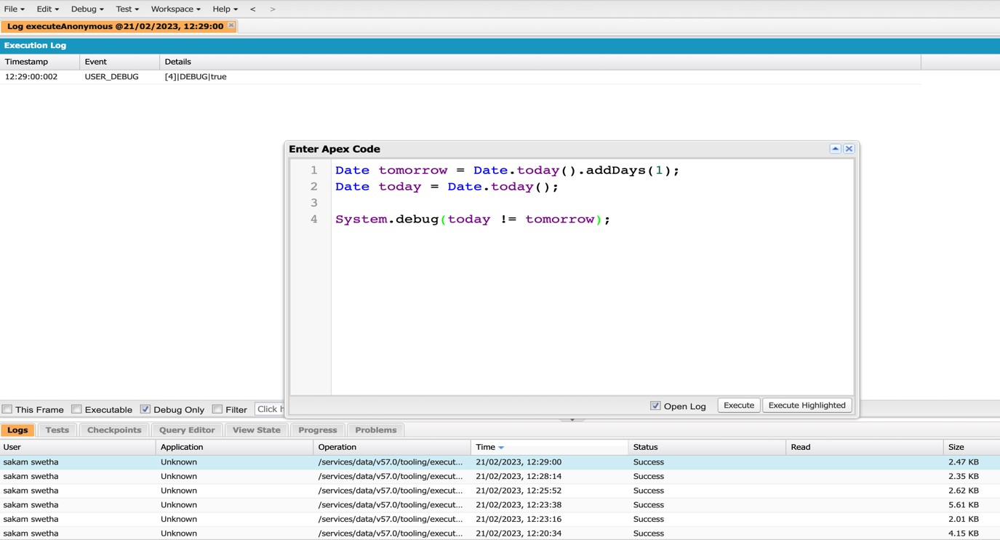 File Edit Debug Test Workspace Help < >
Log executeAnonymous @21/02/2023, 12:29:00
Execution Log
Timestamp Event Details
12:29:00:002 USER_DEBUG [4]|DEBUG|true
Enter Apex Code
1 Date tomorrow = Date.today().addDays(1);
2 Date today = Date.today();
3
4 System.debug(today != tomorrow);
Open Log Execute Execute Highlighted
This Frame Executable Debug Only Filter Click
Logs Tests Checkpoints Query Editor View State Progress Problems
User Application Operation Time Status Read Size
sakam swetha Unknown /services/data/v57.0/tooling/execut... 21/02/2023, 12:29:00 Success 2.47 KB
sakam swetha Unknown /services/data/v57.0/tooling/execut... 21/02/2023, 12:28:14 Success 2.35 KB
sakam swetha Unknown /services/data/v57.0/tooling/execut... 21/02/2023, 12:25:52 Success 2.62 KB
sakam swetha Unknown /services/data/v57.0/tooling/execut... 21/02/2023, 12:23:38 Success 5.61 KB
sakam swetha Unknown /services/data/v57.0/tooling/execut... 21/02/2023, 12:23:16 Success 2.01 KB
sakam swetha Unknown /services/data/v57.0/tooling/execut... 21/02/2023, 12:20:34 Success 4.15 KB